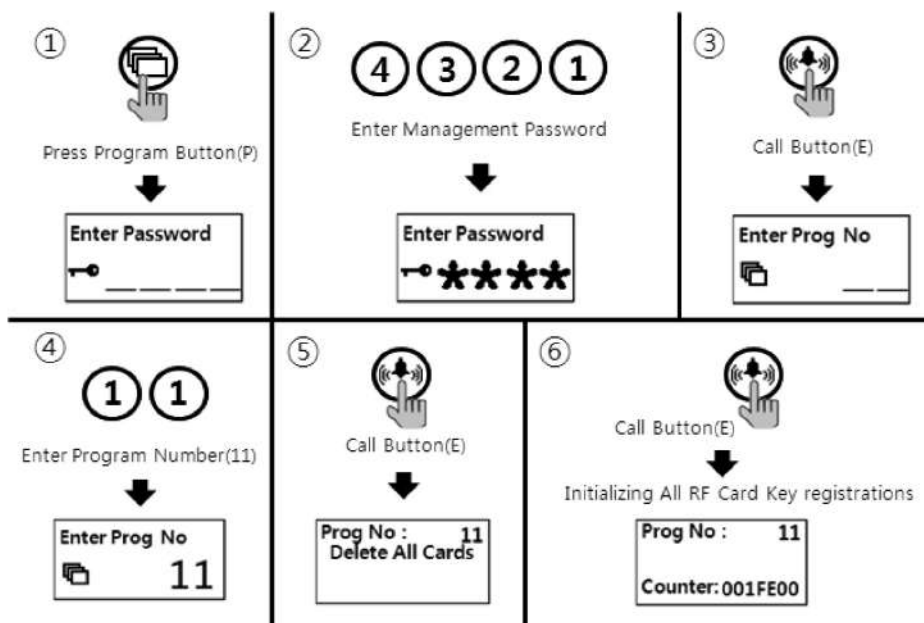 ①
Press Program Button(P)
Enter Password
②
4 3 2 1
Enter Management Password
Enter Password
③
Call Button(E)
Enter Prog No
④
1 1
Enter Program Number(11)
Enter Prog No
11
⑤
Call Button(E)
Prog No : 11
Delete All Cards
⑥
Call Button(E)
Initializing All RF Card Key registrations
Prog No : 11
Counter: 001FE00